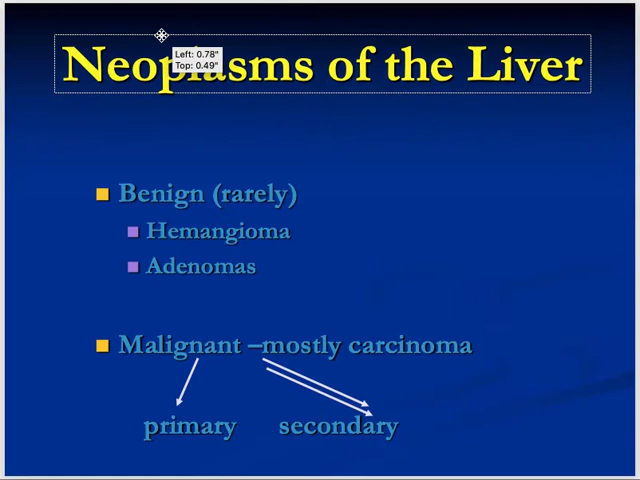 Neoplasms of the Liver
Left: 0.78"
Top: 0.49"
Benign (rarely)
Hemangioma
Adenomas
Malignant –mostly carcinoma
primary secondary